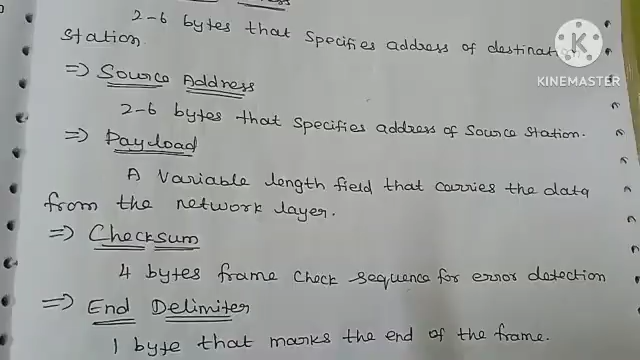 2-6 bytes that specifies address of destination
station.
KINEMASTER
=> Source Address
2-6 bytes that specifies address of source station.
=> Payload
A variable length field that carries the data
from the network layer.
=> Checksum
4 bytes frame check sequence for error detection
=> End Delimiter
1 byte that marks the end of the frame.